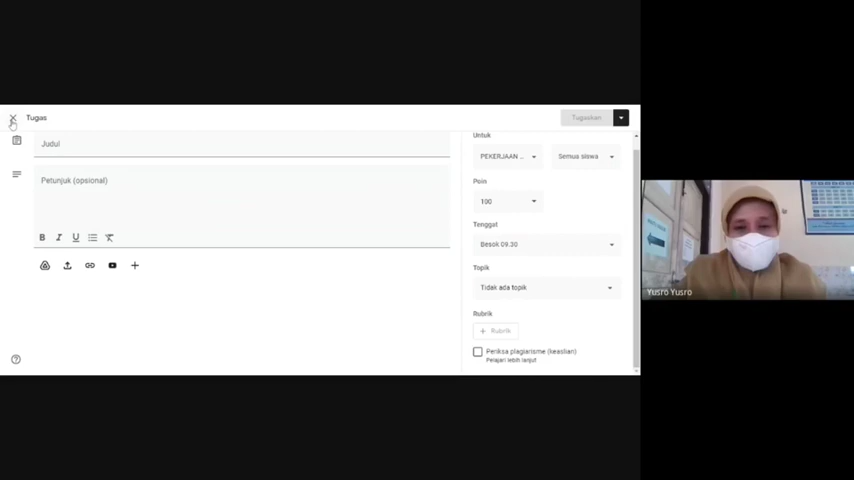 Tugas
Tugaskan
Judul
Petunjuk (opsional)
B I U
Untuk
PEKERJAAN ...
Semua siswa
Poin
100
Tenggat
Besok 09.30
Topik
Tidak ada topik
Rubrik
+ Rubrik
Periksa plagiarisme (keaslian)
Pelajari lebih lanjut
Yusro Yusro